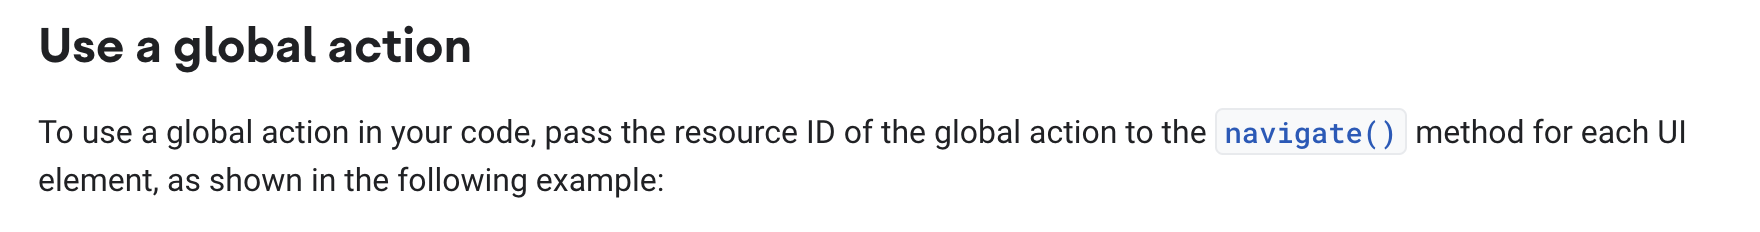 Use a global action
To use a global action in your code, pass the resource ID of the global action to the navigate() method for each UI
element, as shown in the following example: